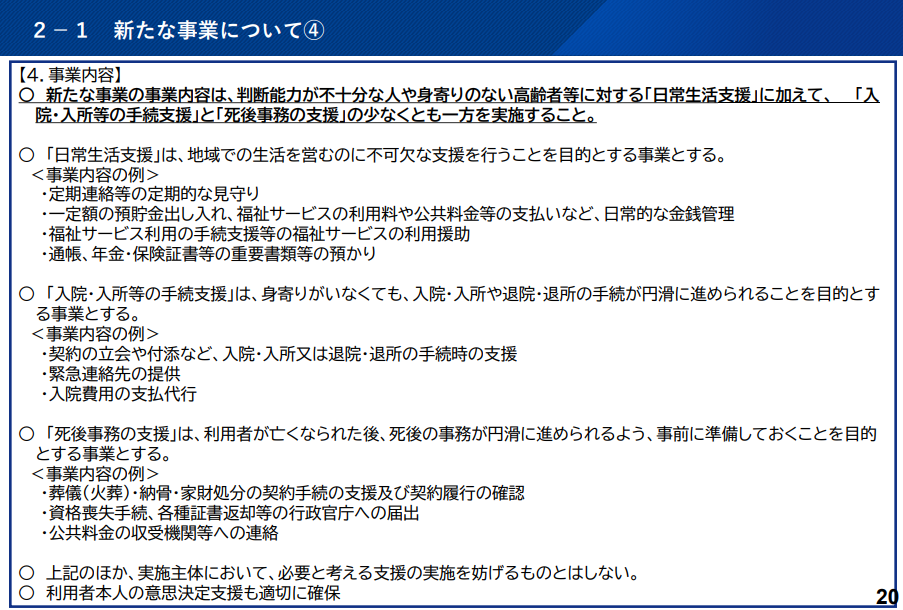 2－1 新たな事業について④
【4．事業内容】
○ 新たな事業の事業内容は、判断能力が不十分な人や身寄りのない高齢者等に対する「日常生活支援」に加えて、 「入
院・入所等の手続支援」と「死後事務の支援」の少なくとも一方を実施すること。
○ 「日常生活支援」は、地域での生活を営むのに不可欠な支援を行うことを目的とする事業とする。
＜事業内容の例＞
・定期連絡等の定期的な見守り
・一定額の預貯金出し入れ、福祉サービスの利用料や公共料金等の支払いなど、日常的な金銭管理
・福祉サービス利用の手続支援等の福祉サービスの利用援助
・通帳、年金・保険証書等の重要書類等の預かり
○ 「入院・入所等の手続支援」は、身寄りがいなくても、入院・入所や退院・退所の手続が円滑に進められることを目的とす
る事業とする。
＜事業内容の例＞
・契約の立会や付添など、入院・入所又は退院・退所の手続時の支援
・緊急連絡先の提供
・入院費用の支払代行
○ 「死後事務の支援」は、利用者が亡くなられた後、死後の事務が円滑に進められるよう、事前に準備しておくことを目的
とする事業とする。
＜事業内容の例＞
・葬儀（火葬）・納骨・家財処分の契約手続の支援及び契約履行の確認
・資格喪失手続、各種証書返却等の行政官庁への届出
・公共料金の収受機関等への連絡
○ 上記のほか、実施主体において、必要と考える支援の実施を妨げるものとはしない。
○ 利用者本人の意思決定支援も適切に確保
20